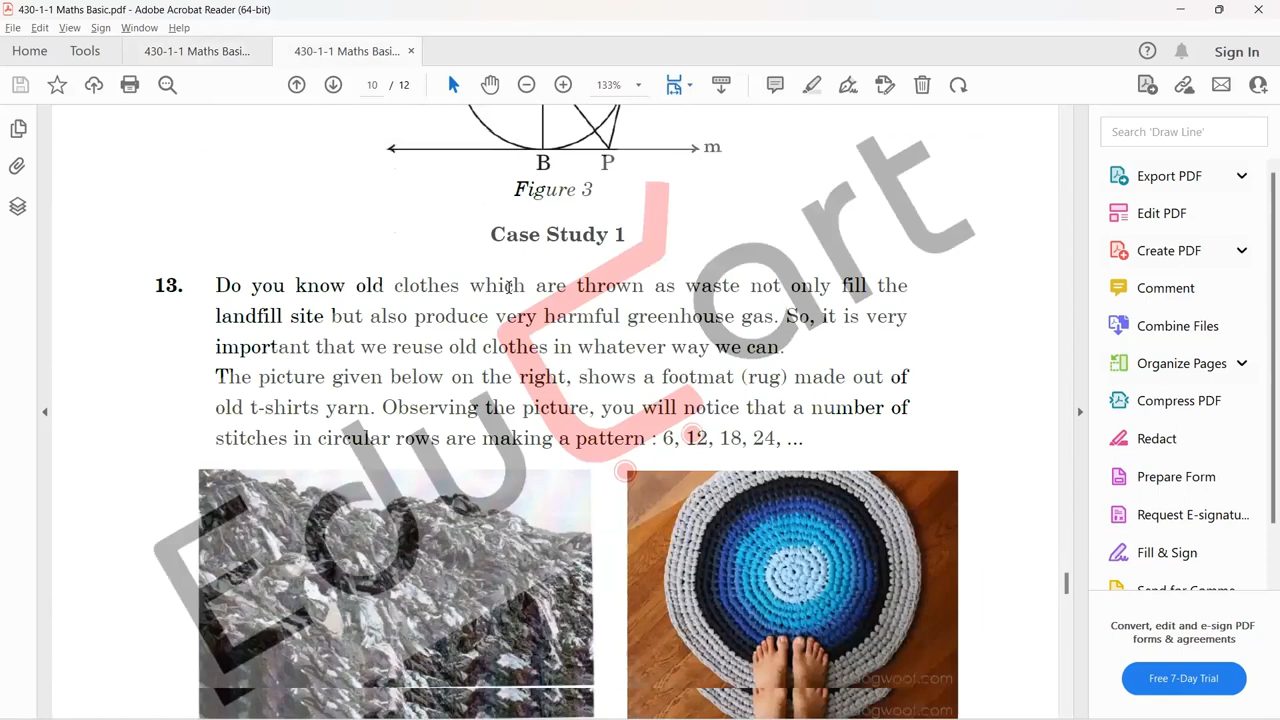 430-1-1 Maths Basic.pdf - Adobe Acrobat Reader (64-bit)
File Edit View Sign Window Help
Home Tools 430-1-1 Maths Basi... 430-1-1 Maths Basi... × Sign In
10 / 12 133%
B P m
Figure 3
Case Study 1
13. Do you know old clothes which are thrown as waste not only fill the
landfill site but also produce very harmful greenhouse gas. So, it is very
important that we reuse old clothes in whatever way we can.
The picture given below on the right, shows a footmat (rug) made out of
old t-shirts yarn. Observing the picture, you will notice that a number of
stitches in circular rows are making a pattern : 6, 12, 18, 24, ...
EduCart
Search 'Draw Line'
Export PDF
Edit PDF
Create PDF
Comment
Combine Files
Organize Pages
Compress PDF
Redact
Prepare Form
Request E-signatu...
Fill & Sign
Convert, edit and e-sign PDF
forms & agreements
Free 7-Day Trial